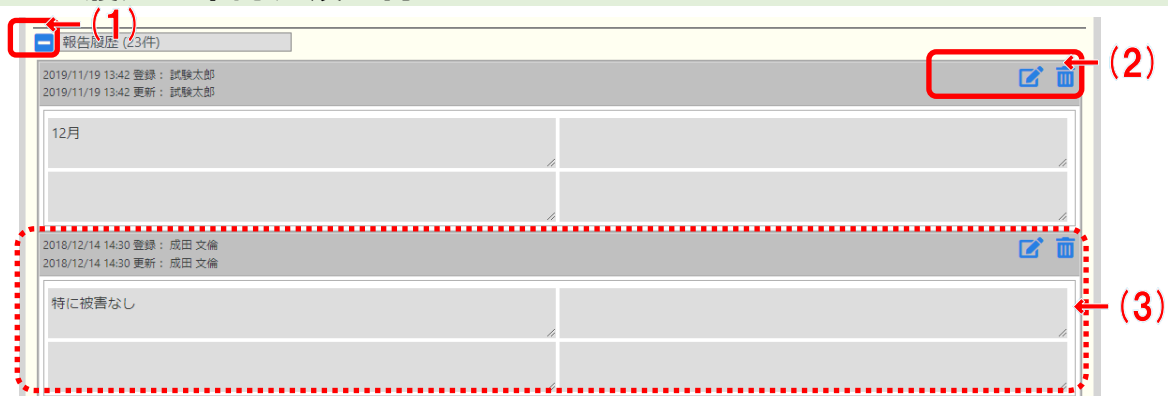 (1)
報告履歴 (23件)
(2)
2019/11/19 13:42 登録： 試験太郎
2019/11/19 13:42 更新： 試験太郎
12月
2018/12/14 14:30 登録： 成田 文倫
2018/12/14 14:30 更新： 成田 文倫
特に被害なし
(3)